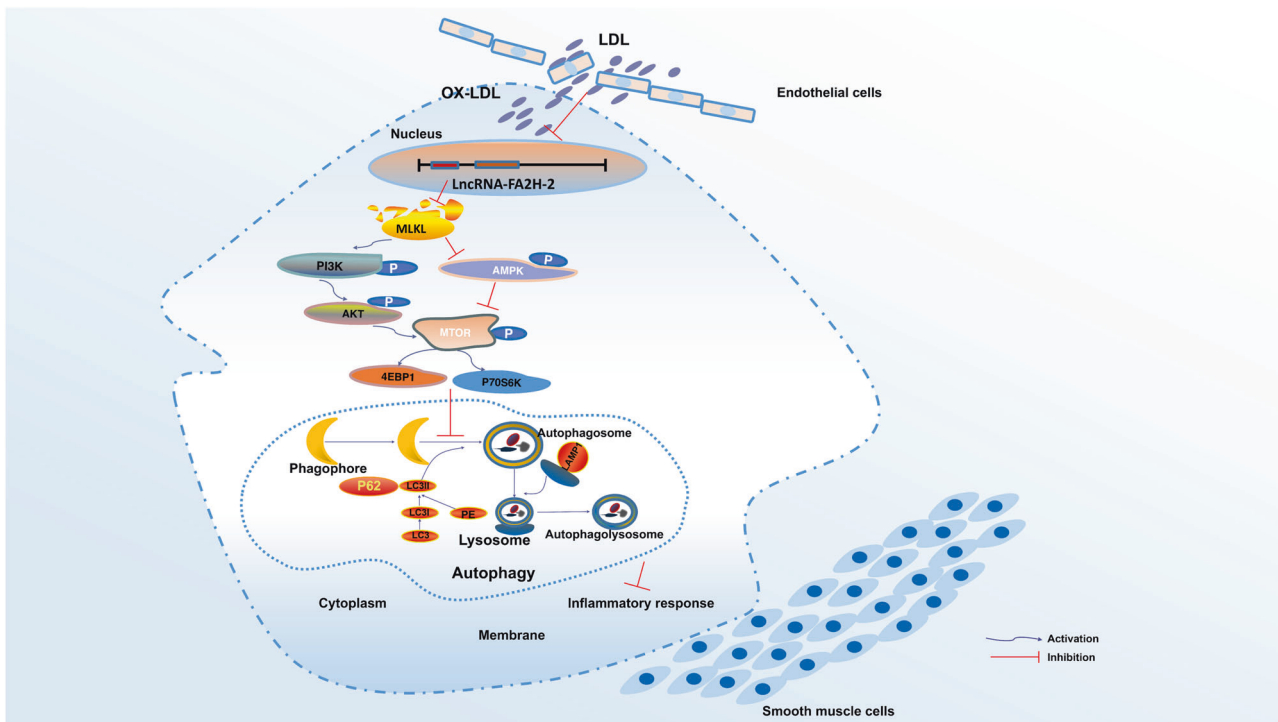 LDL
OX-LDL
Endothelial cells
Nucleus
LncRNA-FA2H-2
MLKL
PI3K
P
AMPK
P
AKT
P
MTOR
P
4EBP1
P70S6K
Autophagosome
LAMP1
Phagophore
P62
LC3II
LC3I
PE
LC3
Lysosome
Autophagolysosome
Autophagy
Cytoplasm
Inflammatory response
Membrane
Activation
Inhibition
Smooth muscle cells